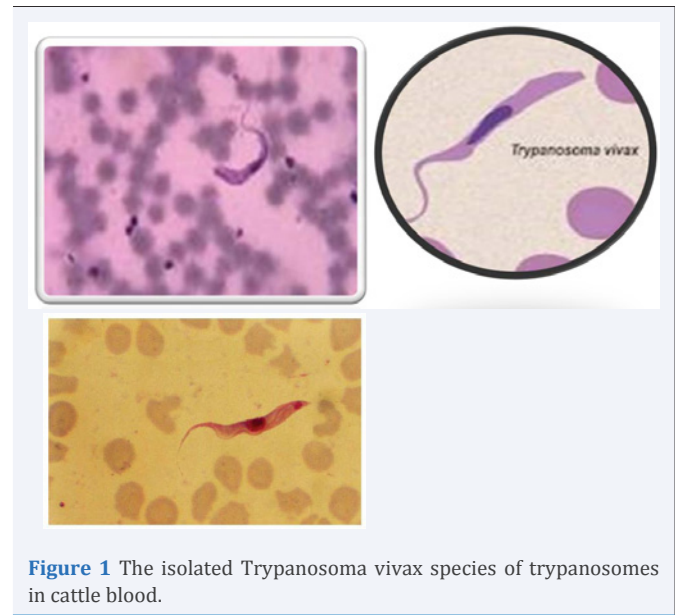 Trypanosoma vivax
Figure 1 The isolated Trypanosoma vivax species of trypanosomes
in cattle blood.